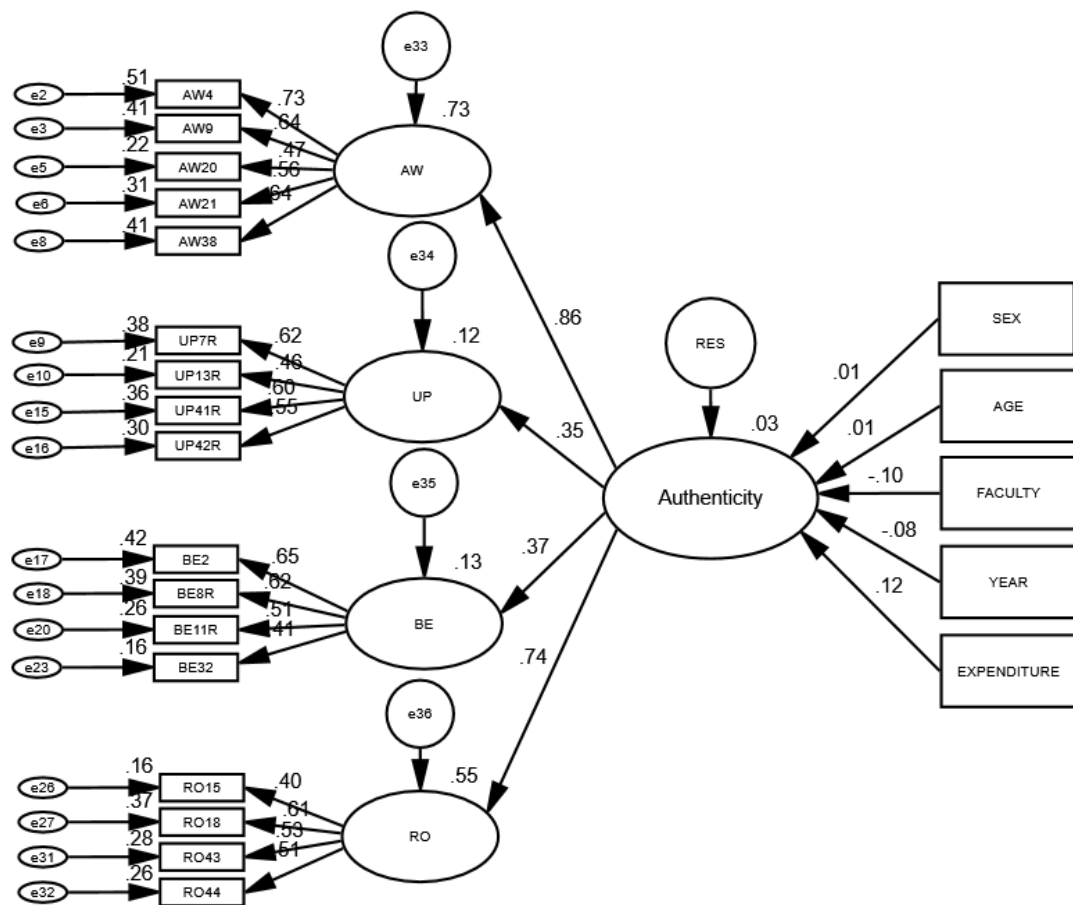 e33
.51
e2
AW4
.73
.73
.41
e3
AW9
.64
.22
e5
AW20
.47
AW
.56
.31
e6
AW21
.64
.41
e8
AW38
e34
.38
e9
UP7R
.62
.12
.21
e10
UP13R
.46
.36
e15
UP41R
.60
UP
.55
.30
e16
UP42R
e35
.42
e17
BE2
.65
.13
.39
e18
BE8R
.62
.26
e20
BE11R
.51
BE
.41
.16
e23
BE32
e36
.16
e26
RO15
.40
.55
.37
e27
RO18
.61
.28
e31
RO43
.53
RO
.51
.26
e32
RO44
.86
.35
.37
.74
RES
.03
Authenticity
.01
.01
-.10
-.08
.12
SEX
AGE
FACULTY
YEAR
EXPENDITURE